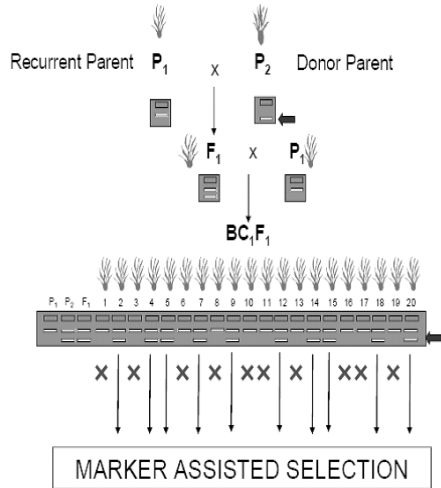 Recurrent Parent P₁ x P₂ Donor Parent
F₁ x P₁
BC₁F₁
P₁ P₂ F₁ 1 2 3 4 5 6 7 8 9 10 11 12 13 14 15 16 17 18 19 20
MARKER ASSISTED SELECTION